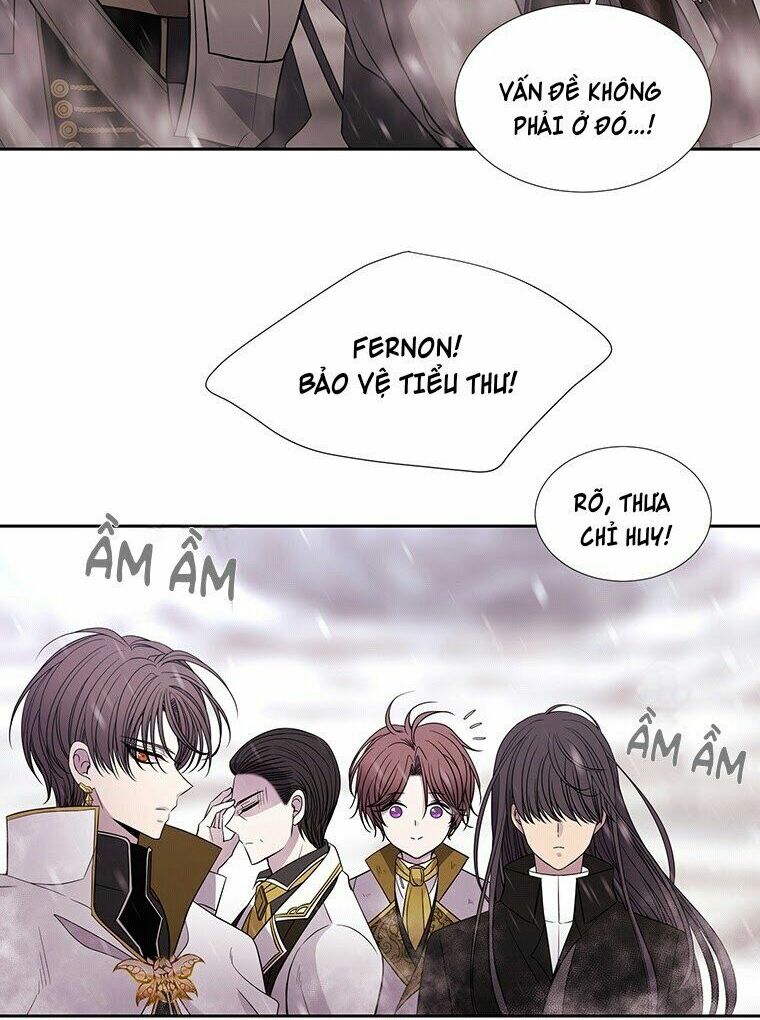 VẤN ĐỀ KHÔNG
PHẢI Ở ĐÓ...!
FERNON!
BẢO VỆ TIỂU THƯ!
RÕ, THƯA
CHỈ HUY!
ẦM ẦM
ẦM ẦM